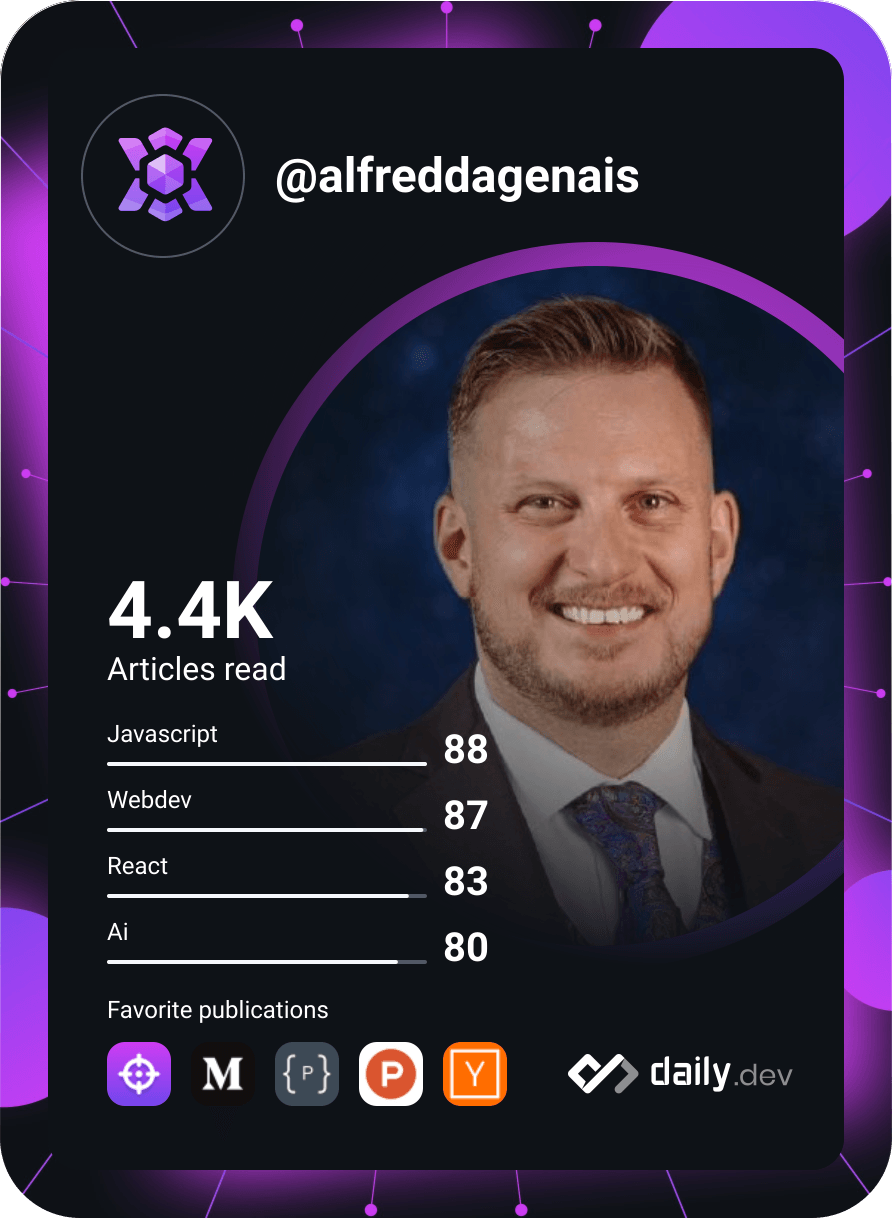 @alfreddagenais
4.4K
Articles read
Javascript
88
Webdev
87
React
83
Ai
80
Favorite publications
M {P} P Y daily.dev